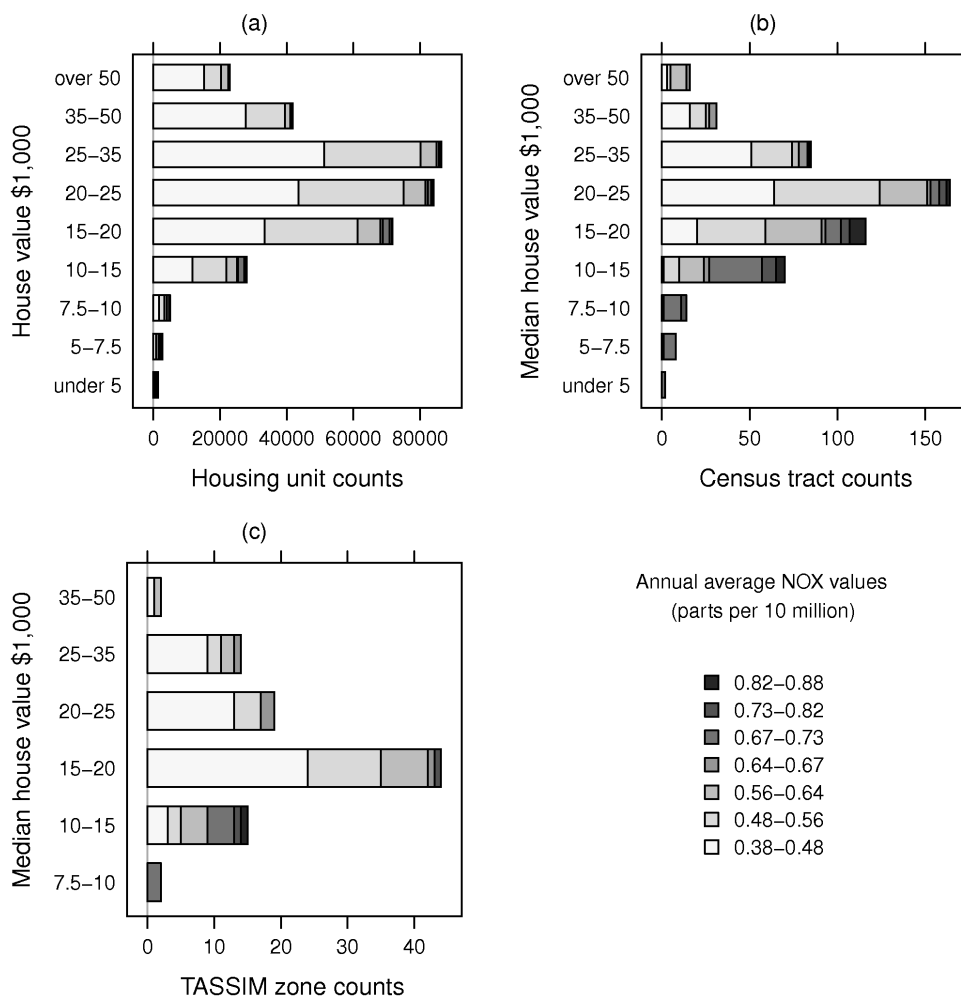 (a)
House value $1,000
over 50
35−50
25−35
20−25
15−20
10−15
7.5−10
5−7.5
under 5
0 20000 40000 60000 80000
Housing unit counts
(b)
Median house value $1,000
over 50
35−50
25−35
20−25
15−20
10−15
7.5−10
5−7.5
under 5
0 50 100 150
Census tract counts
(c)
Median house value $1,000
35−50
25−35
20−25
15−20
10−15
7.5−10
0 10 20 30 40
TASSIM zone counts
Annual average NOX values
(parts per 10 million)
0.82−0.88
0.73−0.82
0.67−0.73
0.64−0.67
0.56−0.64
0.48−0.56
0.38−0.48